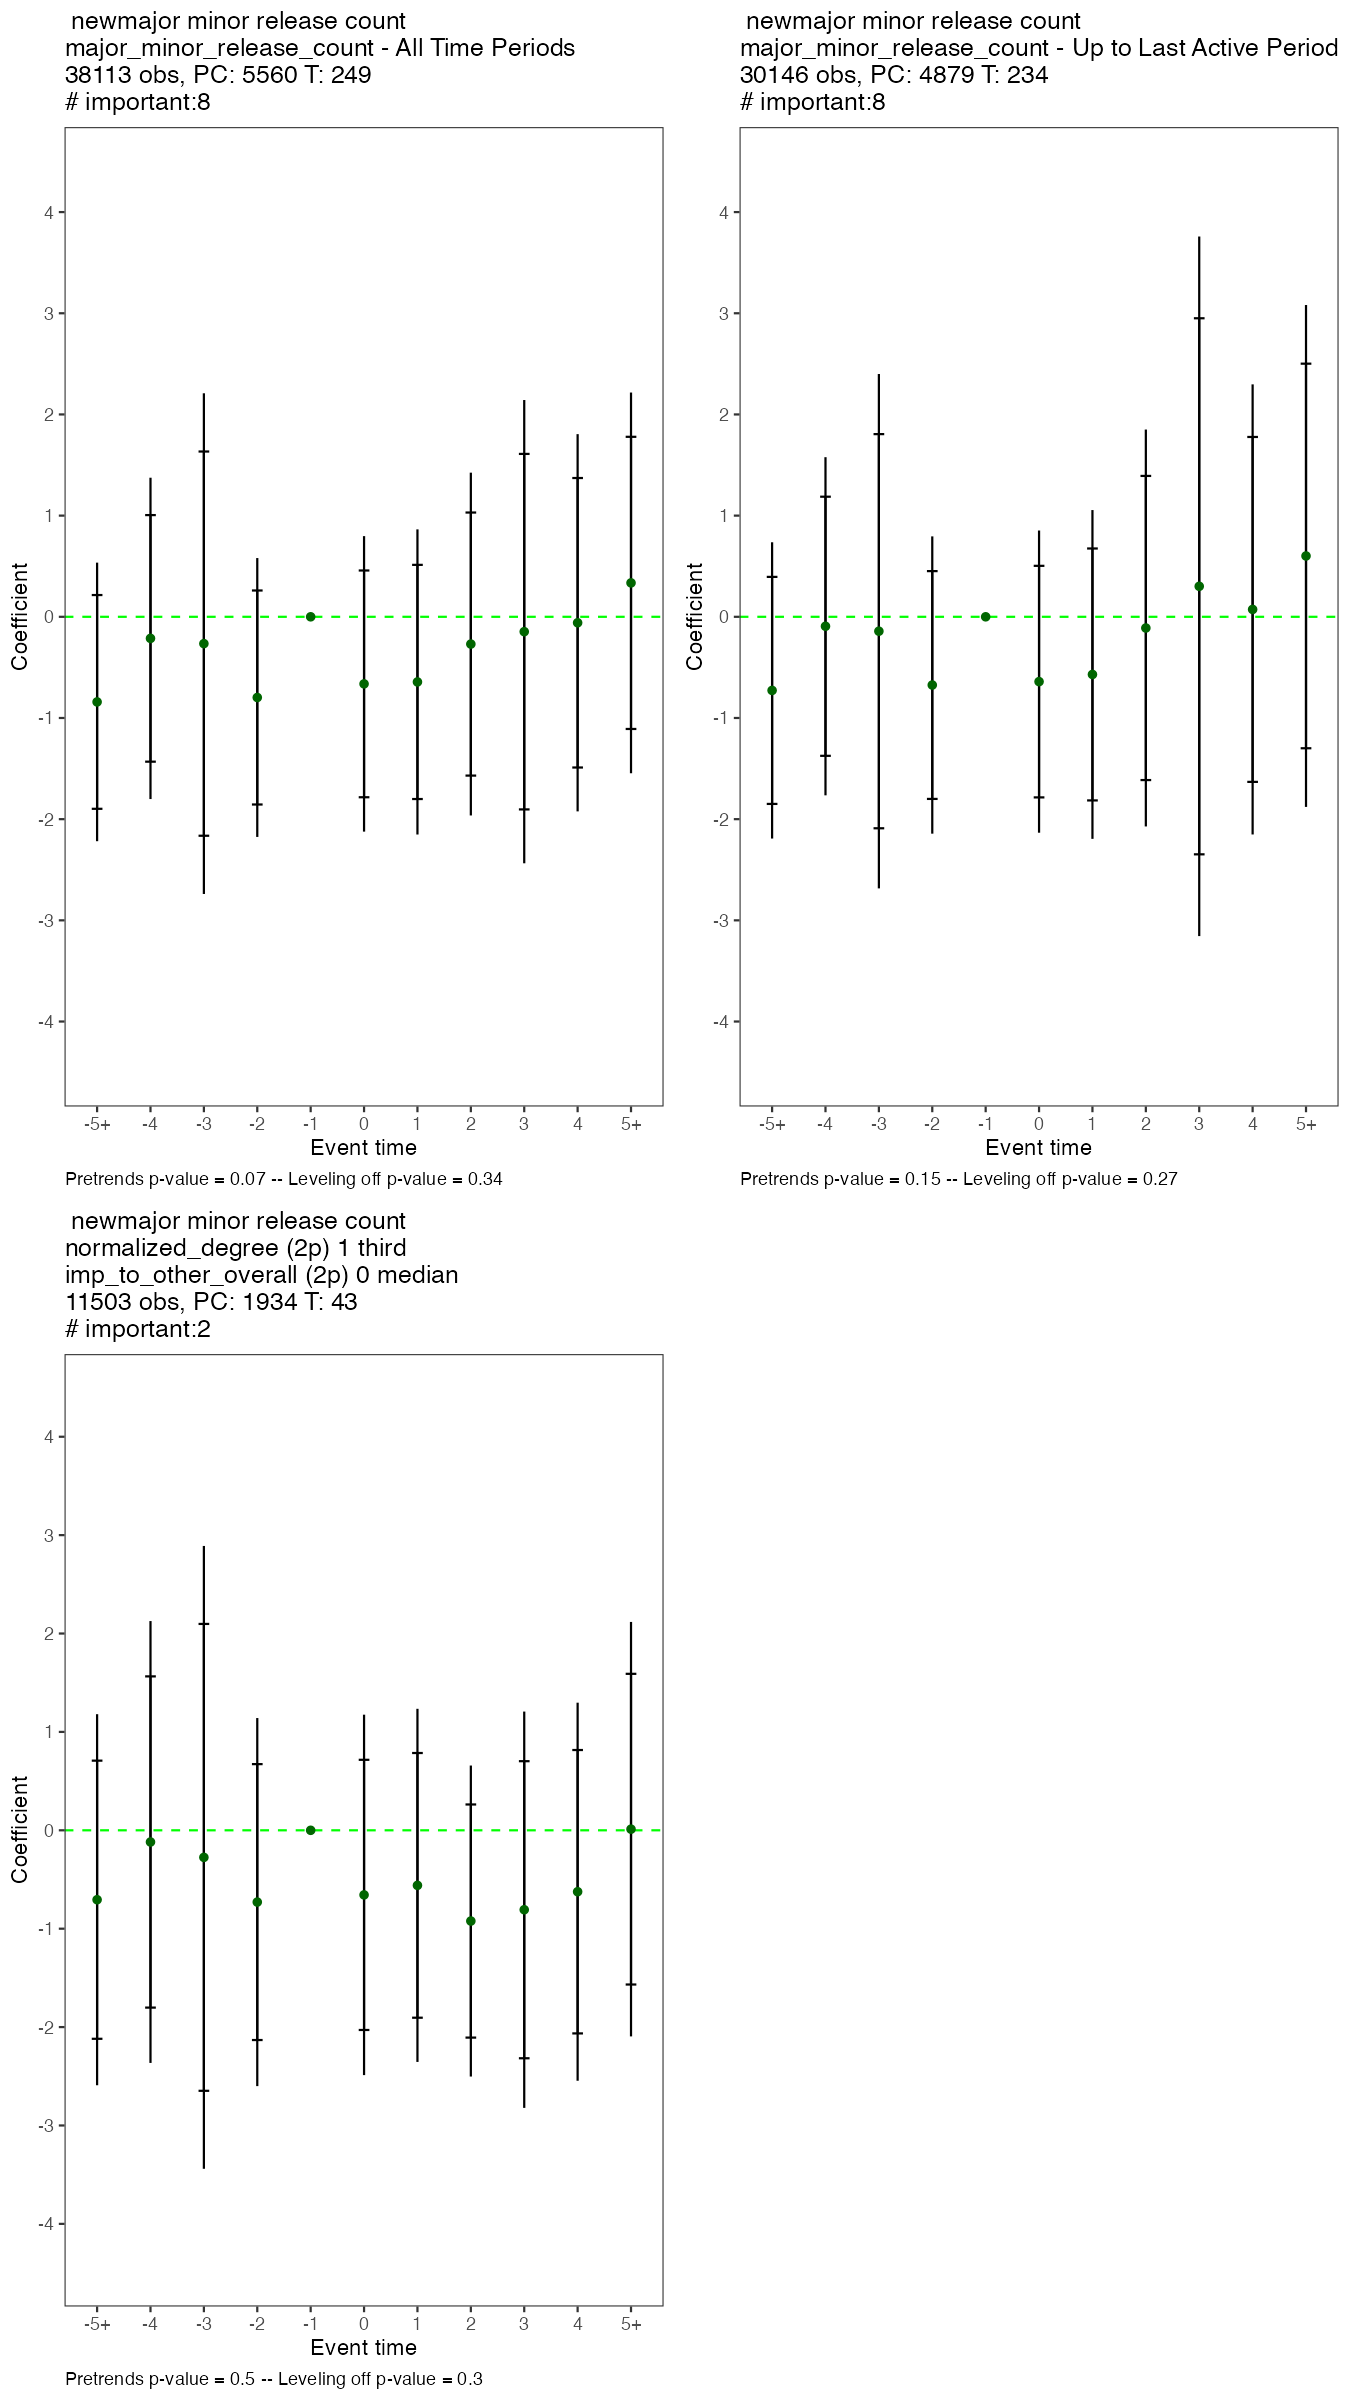 newmajor minor release count
major_minor_release_count - All Time Periods
38113 obs, PC: 5560 T: 249
# important:8
4
3
2
1
0
-1
-2
-3
-4
Coefficient
-5+ -4 -3 -2 -1 0 1 2 3 4 5+
Event time
Pretrends p-value = 0.07 -- Leveling off p-value = 0.34
newmajor minor release count
major_minor_release_count - Up to Last Active Period
30146 obs, PC: 4879 T: 234
# important:8
4
3
2
1
0
-1
-2
-3
-4
Coefficient
-5+ -4 -3 -2 -1 0 1 2 3 4 5+
Event time
Pretrends p-value = 0.15 -- Leveling off p-value = 0.27
newmajor minor release count
normalized_degree (2p) 1 third
imp_to_other_overall (2p) 0 median
11503 obs, PC: 1934 T: 43
# important:2
4
3
2
1
0
-1
-2
-3
-4
Coefficient
-5+ -4 -3 -2 -1 0 1 2 3 4 5+
Event time
Pretrends p-value = 0.5 -- Leveling off p-value = 0.3